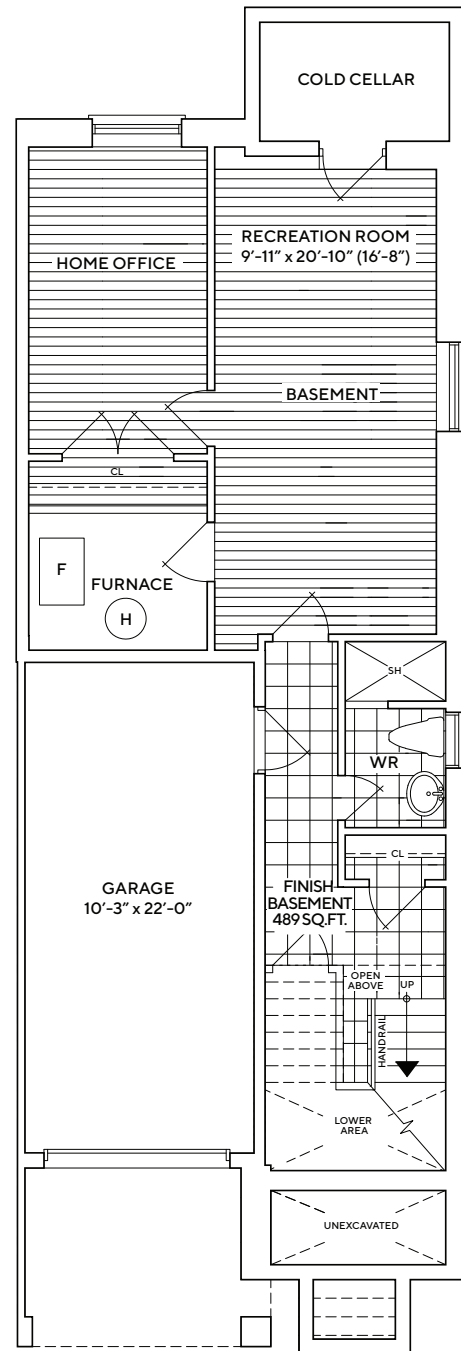 COLD CELLAR
RECREATION ROOM
9'-11" x 20'-10" (16'-8")
HOME OFFICE
BASEMENT
CL
F
FURNACE
H
SH
WR
CL
GARAGE
10'-3" x 22'-0"
FINISH
BASEMENT
489 SQ.FT.
OPEN
ABOVE
UP
HANDRAIL
LOWER
AREA
UNEXCAVATED